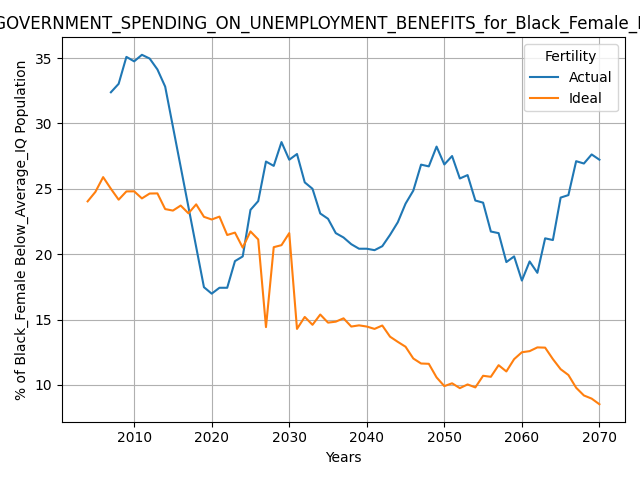 GOVERNMENT_SPENDING_ON_UNEMPLOYMENT_BENEFITS_for_Black_Female_
% of Black_Female Below_Average_IQ Population
35
30
25
20
15
10
Fertility
Actual
Ideal
2010 2020 2030 2040 2050 2060 2070
Years